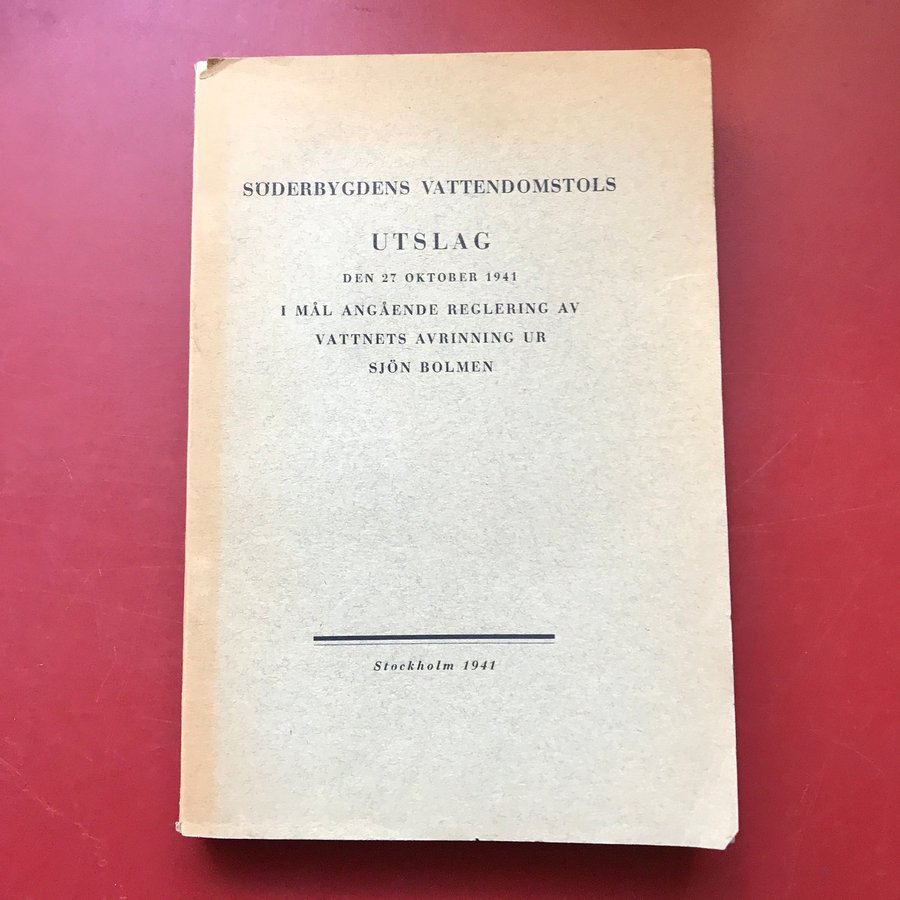 SÖDERBYGDENS VATTENDOMSTOLS
UTSLAG
DEN 27 OKTOBER 1941
I MÅL ANGÅENDE REGLERING AV
VATTNETS AVRINNING UR
SJÖN BOLMEN
Stockholm 1941